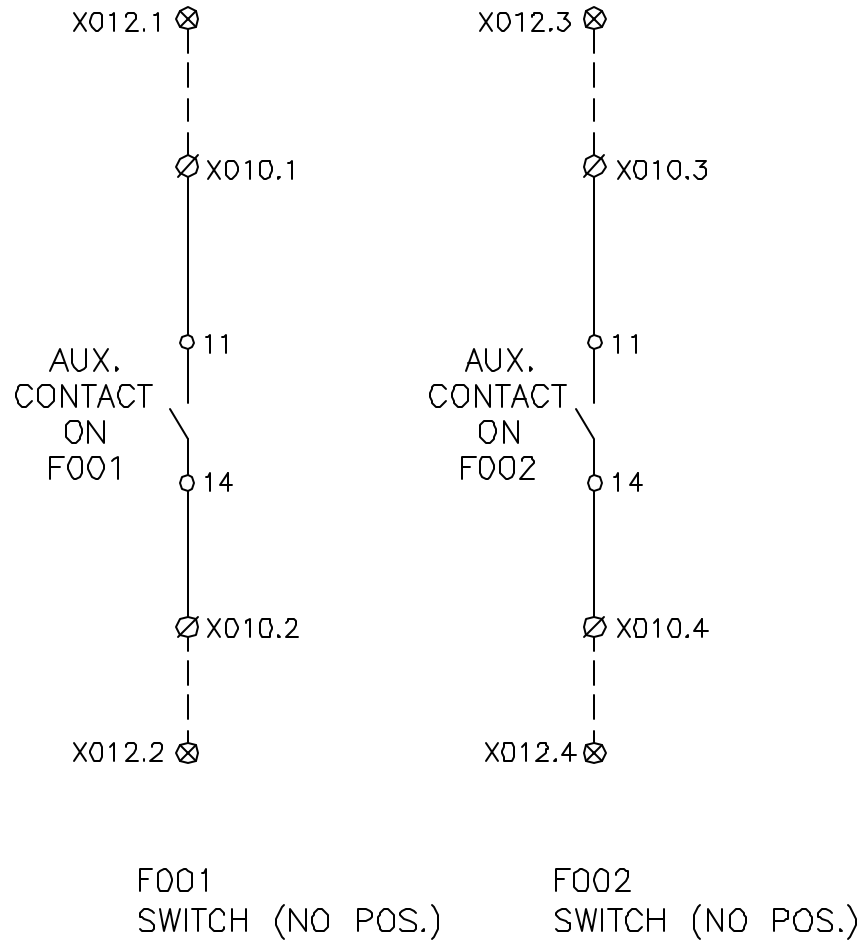 X012.1
X012.3
X010.1
X010.3
11
11
AUX.
CONTACT
ON
F001
AUX.
CONTACT
ON
F002
14
14
X010.2
X010.4
X012.2
X012.4
F001
SWITCH (NO POS.)
F002
SWITCH (NO POS.)